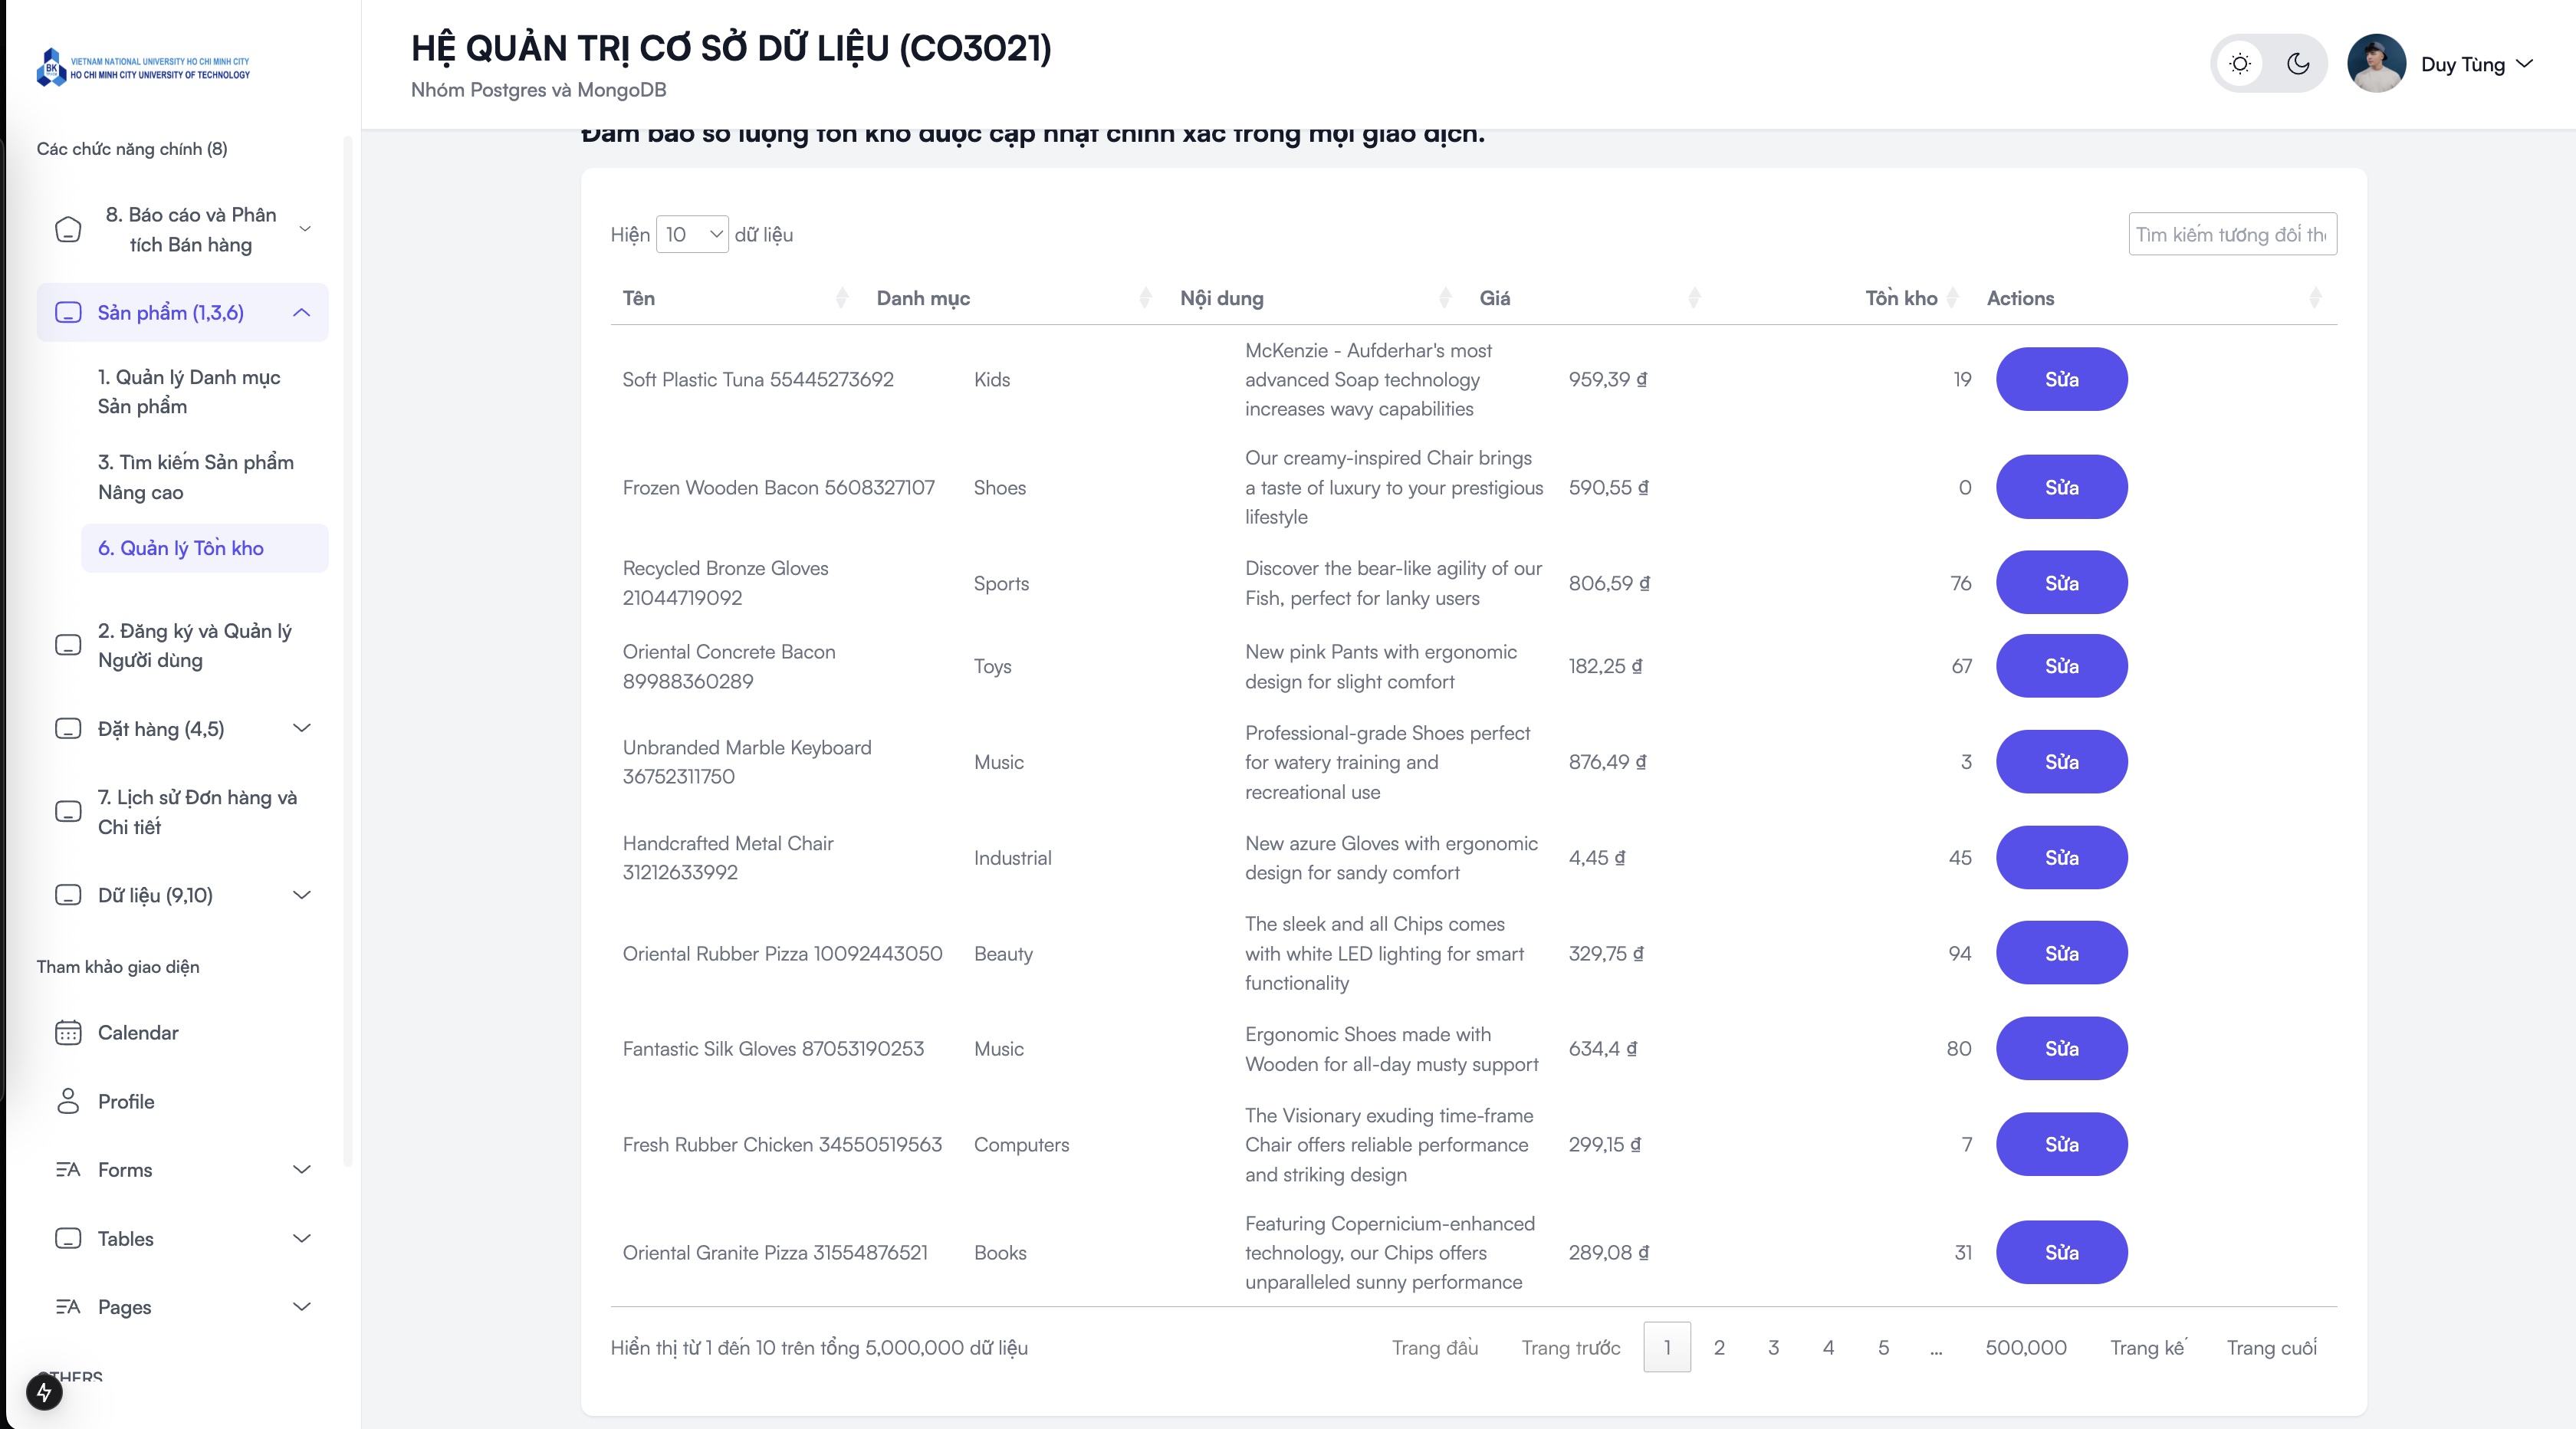 VIETNAM NATIONAL UNIVERSITY HO CHI MINH CITY
HO CHI MINH CITY UNIVERSITY OF TECHNOLOGY
BK
HỆ QUẢN TRỊ CƠ SỞ DỮ LIỆU (CO3021)
Nhóm Postgres và MongoDB
Duy Tùng
Các chức năng chính (8)
8. Báo cáo và Phân
tích Bán hàng
Sản phẩm (1,3,6)
1. Quản lý Danh mục
Sản phẩm
3. Tìm kiếm Sản phẩm
Nâng cao
6. Quản lý Tồn kho
2. Đăng ký và Quản lý
Người dùng
Đặt hàng (4,5)
7. Lịch sử Đơn hàng và
Chi tiết
Dữ liệu (9,10)
Tham khảo giao diện
Calendar
Profile
Forms
Tables
Pages
OTHERS
Đảm bảo số lượng tồn kho được cập nhật chính xác trong mọi giao dịch.
Hiện 10 dữ liệu
Tìm kiếm tương đối
Tên Danh mục Nội dung Giá Tồn kho Actions
Soft Plastic Tuna 55445273692 Kids McKenzie - Aufderhar's most
advanced Soap technology
increases wavy capabilities 959,39 ₫ 19 Sửa
Frozen Wooden Bacon 5608327107 Shoes Our creamy-inspired Chair brings
a taste of luxury to your prestigious
lifestyle 590,55 ₫ 0 Sửa
Recycled Bronze Gloves
21044719092 Sports Discover the bear-like agility of our
Fish, perfect for lanky users 806,59 ₫ 76 Sửa
Oriental Concrete Bacon
89988360289 Toys New pink Pants with ergonomic
design for slight comfort 182,25 ₫ 67 Sửa
Unbranded Marble Keyboard
36752311750 Music Professional-grade Shoes perfect
for watery training and
recreational use 876,49 ₫ 3 Sửa
Handcrafted Metal Chair
31212633992 Industrial New azure Gloves with ergonomic
design for sandy comfort 4,45 ₫ 45 Sửa
Oriental Rubber Pizza 10092443050 Beauty The sleek and all Chips comes
with white LED lighting for smart
functionality 329,75 ₫ 94 Sửa
Fantastic Silk Gloves 87053190253 Music Ergonomic Shoes made with
Wooden for all-day musty support 634,4 ₫ 80 Sửa
Fresh Rubber Chicken 34550519563 Computers The Visionary exuding time-frame
Chair offers reliable performance
and striking design 299,15 ₫ 7 Sửa
Oriental Granite Pizza 31554876521 Books Featuring Copernicium-enhanced
technology, our Chips offers
unparalleled sunny performance 289,08 ₫ 31 Sửa
Hiển thị từ 1 đến 10 trên tổng 5,000,000 dữ liệu
Trang đầu Trang trước 1 2 3 4 5 ... 500,000 Trang kế Trang cuối